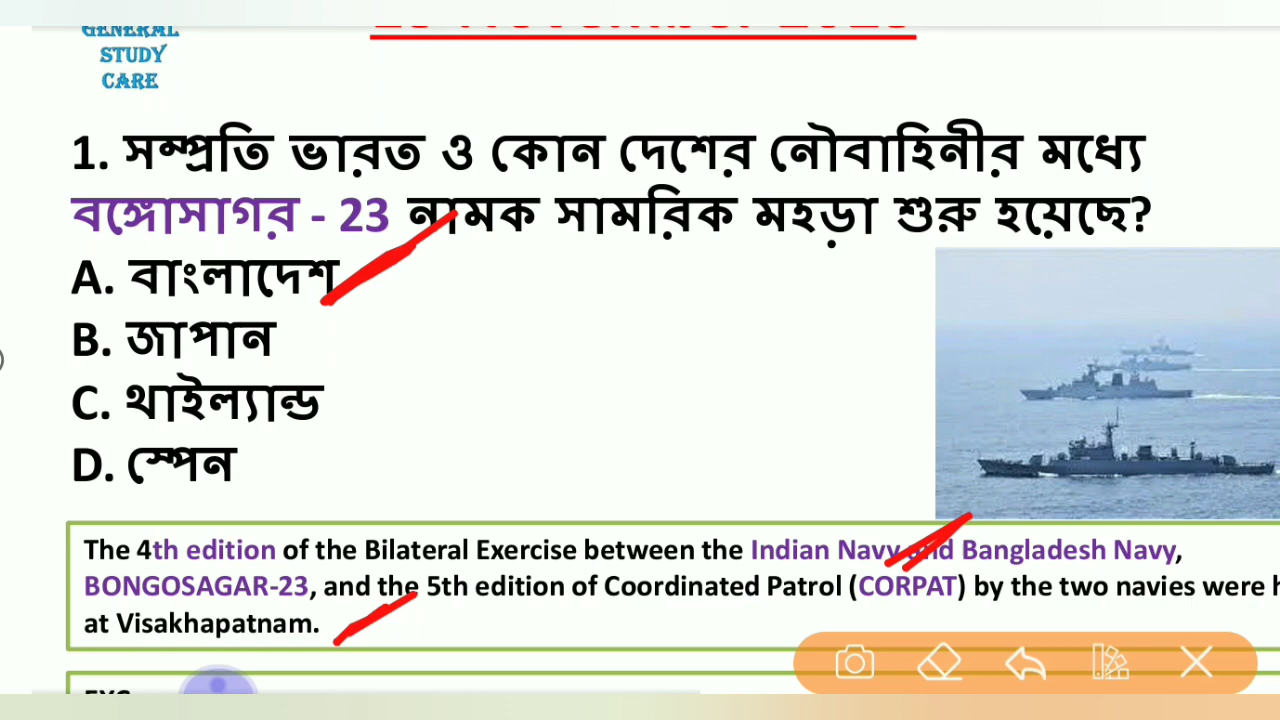 GENERAL
STUDY
CARE
1. সম্প্রতি ভারত ও কোন দেশের নৌবাহিনীর মধ্যে
বঙ্গোসাগর - 23 নামক সামরিক মহড়া শুরু হয়েছে?
A. বাংলাদেশ
B. জাপান
C. থাইল্যান্ড
D. স্পেন
The 4th edition of the Bilateral Exercise between the Indian Navy and Bangladesh Navy,
BONGOSAGAR-23, and the 5th edition of Coordinated Patrol (CORPAT) by the two navies were
at Visakhapatnam.